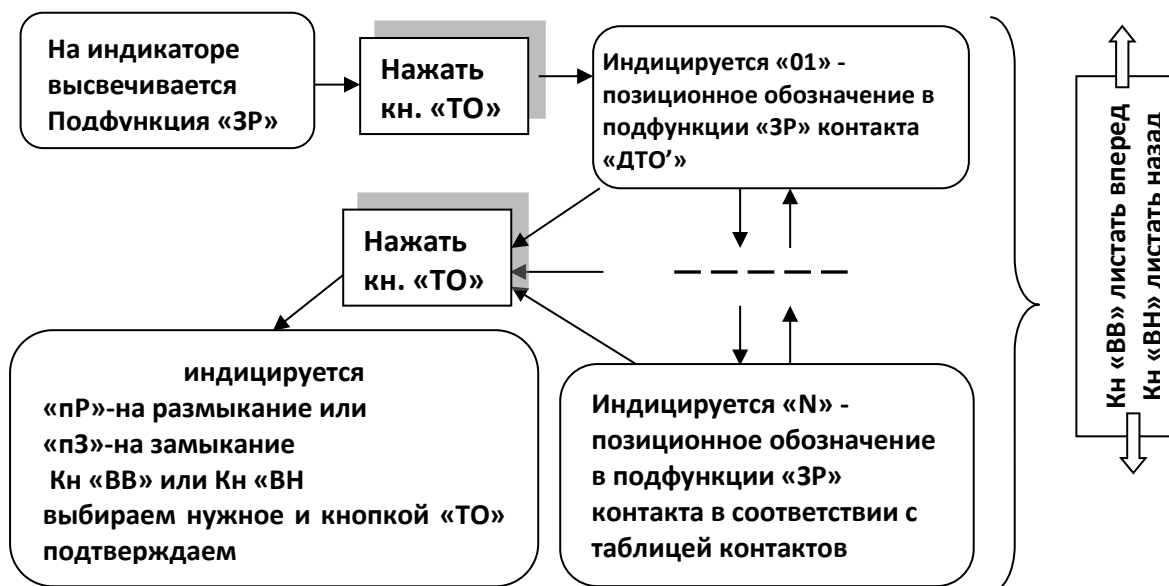 На индикаторе
высвечивается
Подфункция «ЗР»
Нажать
кн. «ТО»
Индицируется «01» -
позиционное обозначение в
подфункции «ЗР» контакта
«ДТО’»
Нажать
кн. «ТО»
индицируется
«пР»-на размыкание или
«пЗ»-на замыкание
Кн «ВВ» или Кн «ВН
выбираем нужное и кнопкой «ТО»
подтверждаем
Индицируется «N» -
позиционное обозначение
в подфункции «ЗР»
контакта в соответствии с
таблицей контактов
Кн «ВВ» листать вперед
Кн «ВН» листать назад